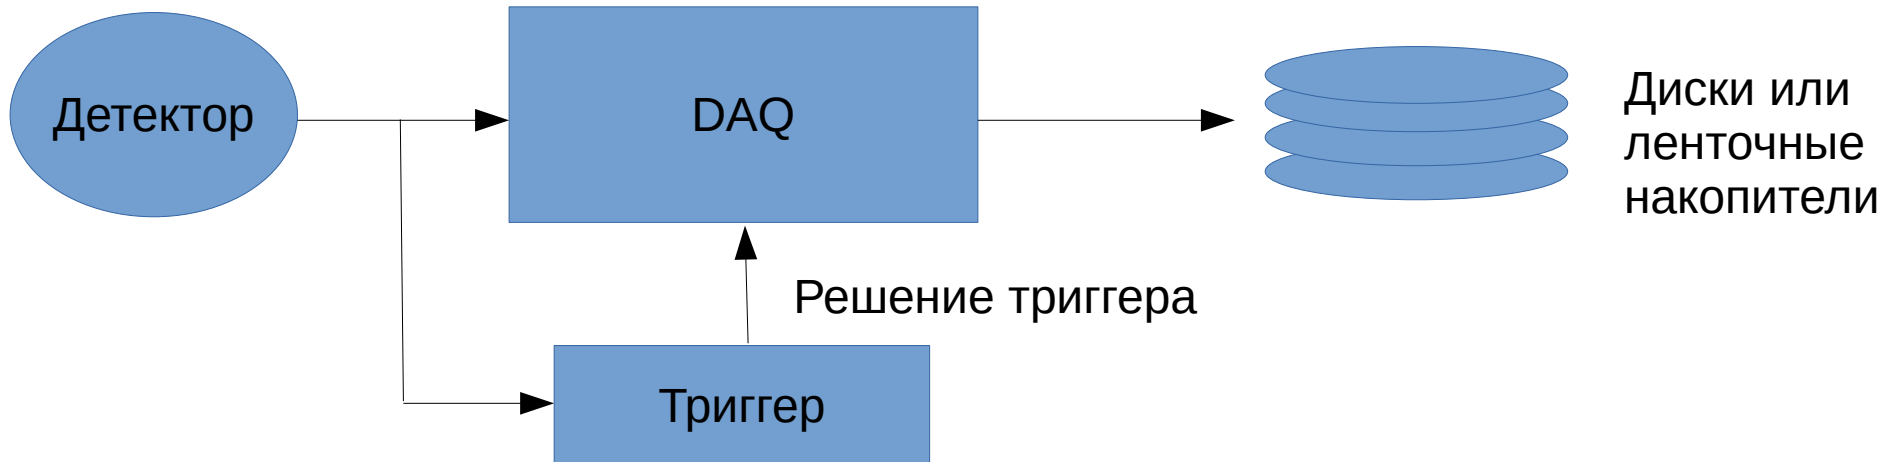 Детектор
DAQ
Диски или
ленточные
накопители
Решение триггера
Триггер